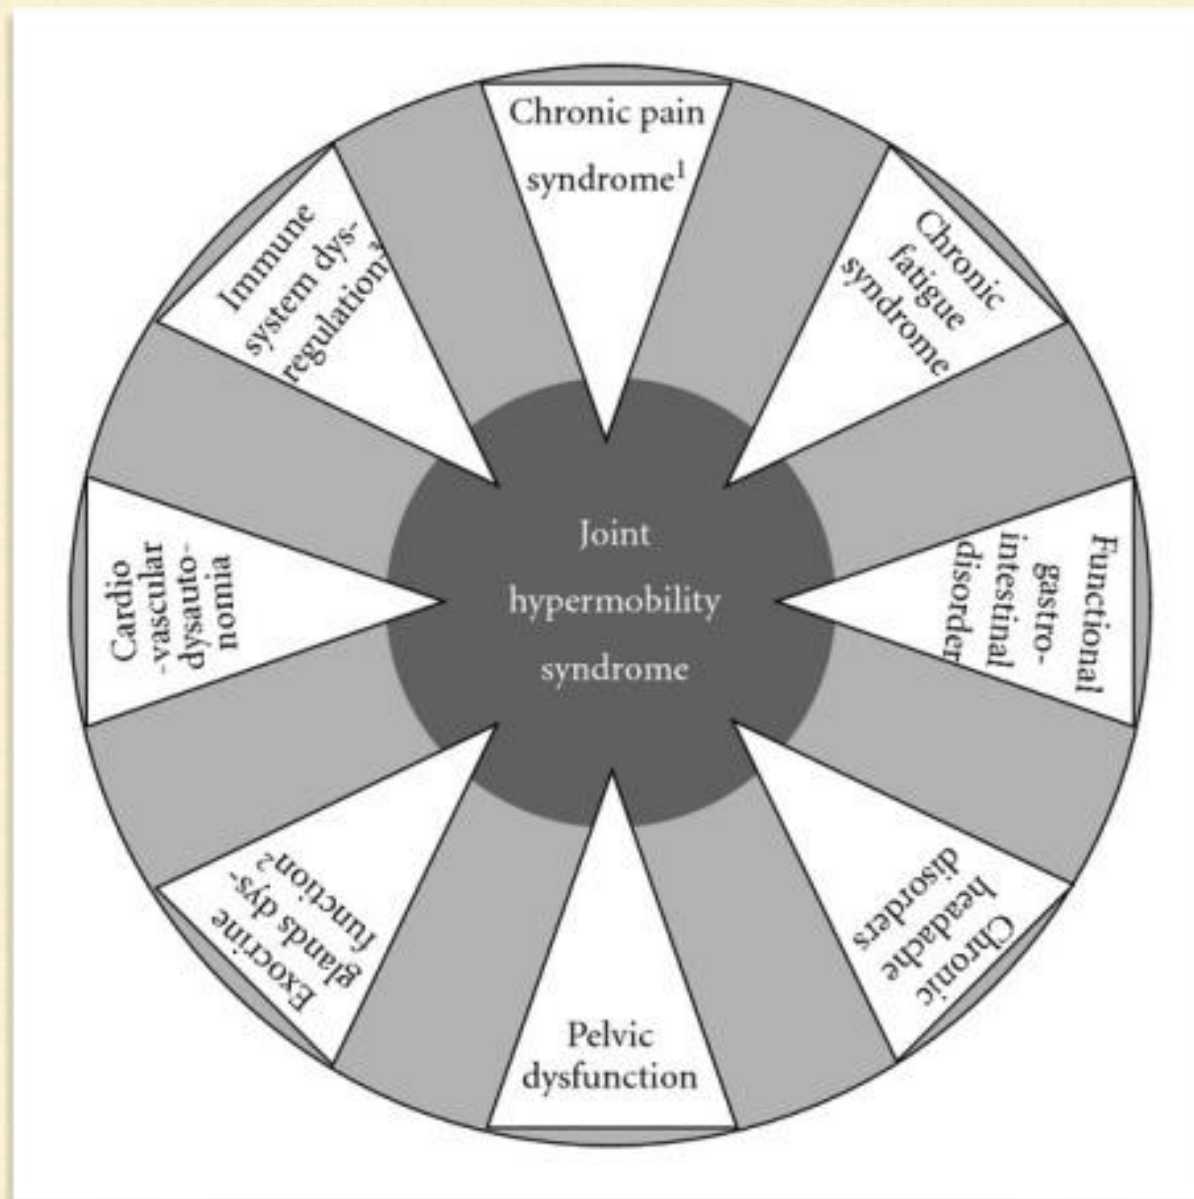 Chronic pain
syndrome¹
Chronic
fatigue
syndrome
Functional
gastro-
intestinal
disorder
Chronic
headache
disorders
Pelvic
dysfunction
Exocrine
glands dys-
function²
Cardio
-vascular
dysauto-
nomia
Immune
system dys-
regulation³
Joint
hypermobility
syndrome